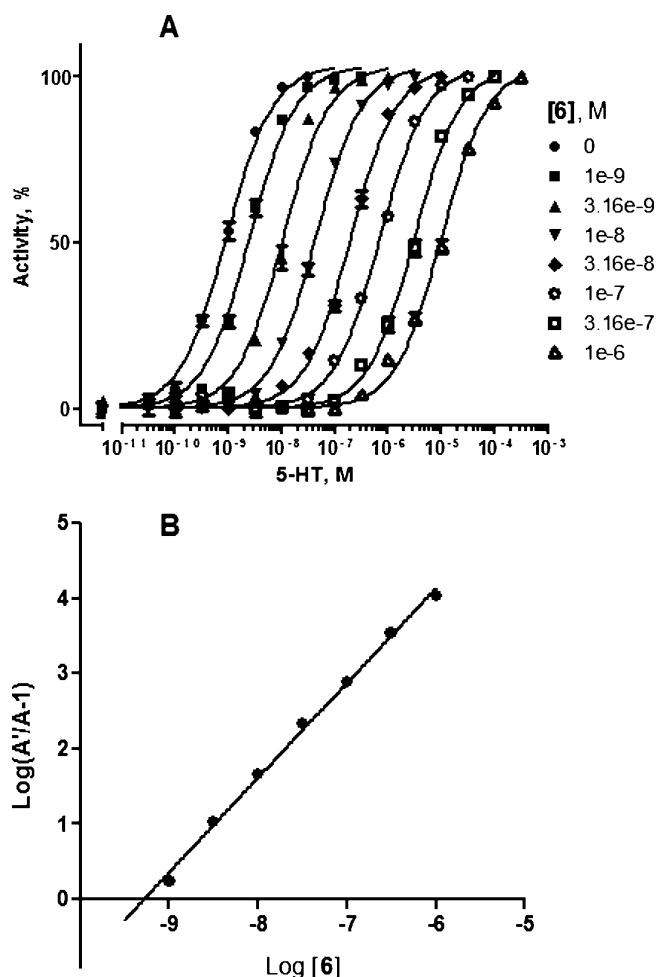 A
100
50
0
Activity, %
10⁻¹¹ 10⁻¹⁰ 10⁻⁹ 10⁻⁸ 10⁻⁷ 10⁻⁶ 10⁻⁵ 10⁻⁴ 10⁻³
5-HT, M
[6], M
0
1e-9
3.16e-9
1e-8
3.16e-8
1e-7
3.16e-7
1e-6
B
5
4
3
2
1
0
Log(A'/A-1)
-9 -8 -7 -6 -5
Log [6]